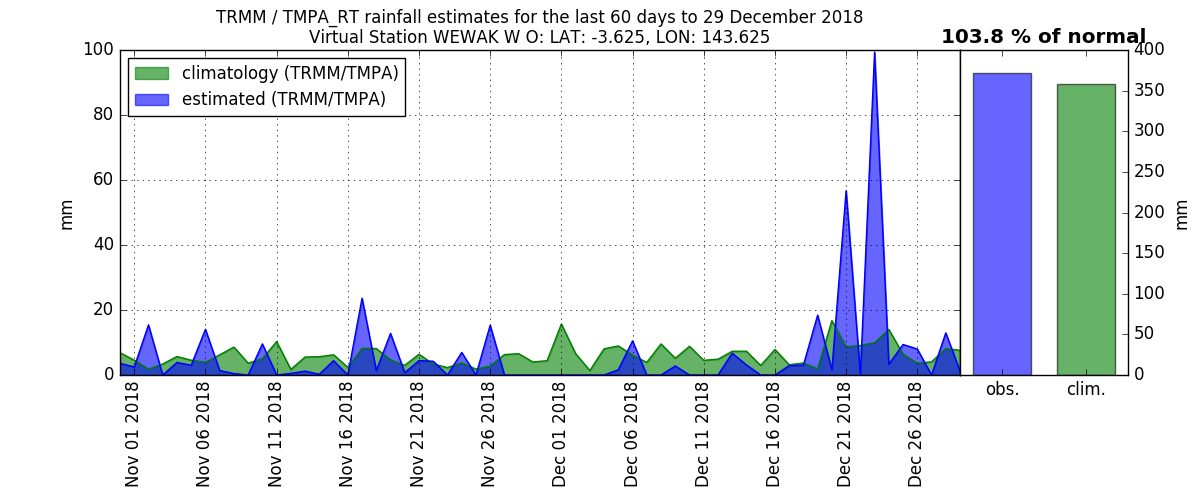 TRMM / TMPA_RT rainfall estimates for the last 60 days to 29 December 2018
Virtual Station WEWAK W O: LAT: -3.625, LON: 143.625
103.8 % of normal
climatology (TRMM/TMPA)
estimated (TRMM/TMPA)
100
80
60
40
20
0
mm
Nov 01 2018
Nov 06 2018
Nov 11 2018
Nov 16 2018
Nov 21 2018
Nov 26 2018
Dec 01 2018
Dec 06 2018
Dec 11 2018
Dec 16 2018
Dec 21 2018
Dec 26 2018
obs.
clim.
400
350
300
250
200
150
100
50
0
mm